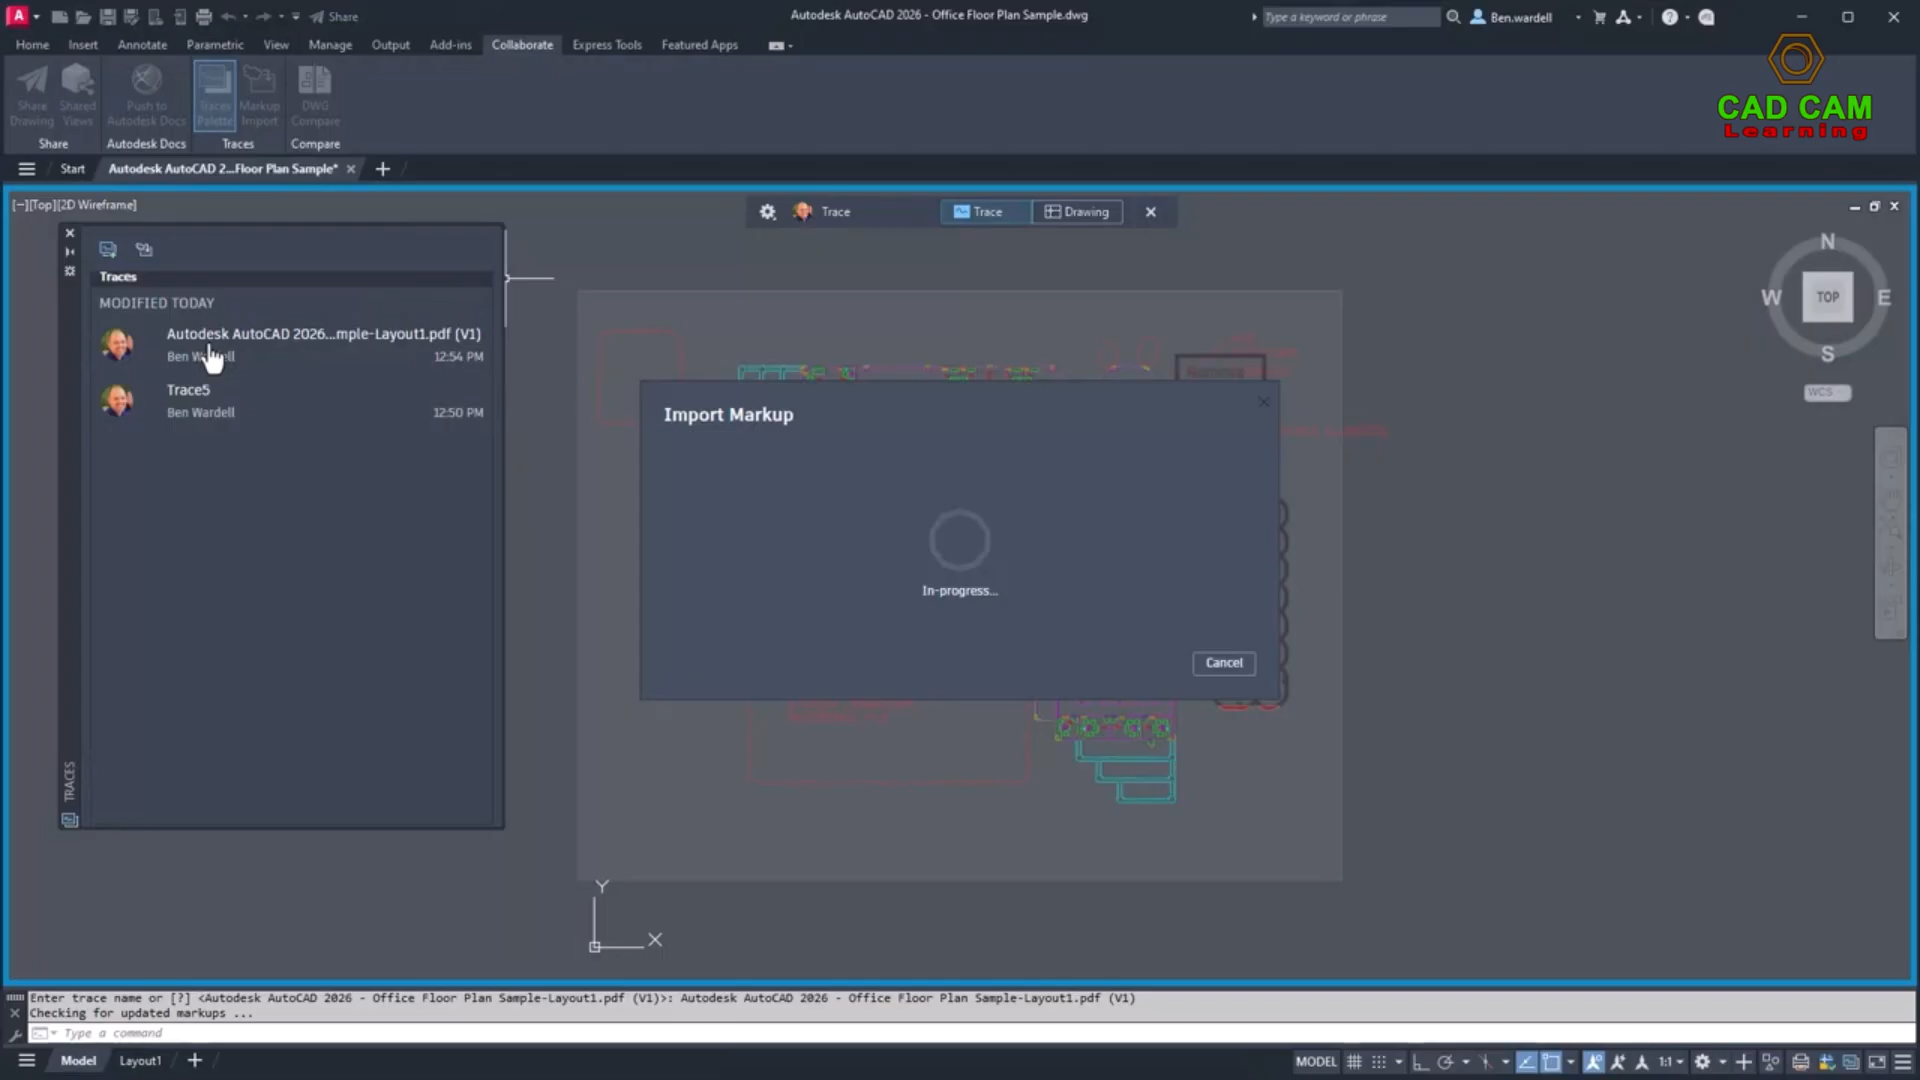 Share
Autodesk AutoCAD 2026 - Office Floor Plan Sample.dwg
Type a keyword or phrase
Ben.wardell
Home Insert Annotate Parametric View Manage Output Add-ins Collaborate Express Tools Featured Apps
Share Drawing
Shared Views
Push to Autodesk Docs
Traces Palette
Markup Import
DWG Compare
Share Autodesk Docs Traces Compare
CAD CAM
Learning
Start Autodesk AutoCAD 2...Floor Plan Sample*
[−][Top][2D Wireframe]
Trace Trace Drawing
N
W TOP E
S
WCS
Traces
MODIFIED TODAY
Autodesk AutoCAD 2026...mple-Layout1.pdf (V1)
Ben Wardell 12:54 PM
Trace5
Ben Wardell 12:50 PM
TRACES
Remove
Import Markup
In-progress...
Cancel
Y
X
Enter trace name or [?] <Autodesk AutoCAD 2026 - Office Floor Plan Sample-Layout1.pdf (V1)>: Autodesk AutoCAD 2026 - Office Floor Plan Sample-Layout1.pdf (V1)
Checking for updated markups ...
Type a command
Model Layout1
MODEL 1:1